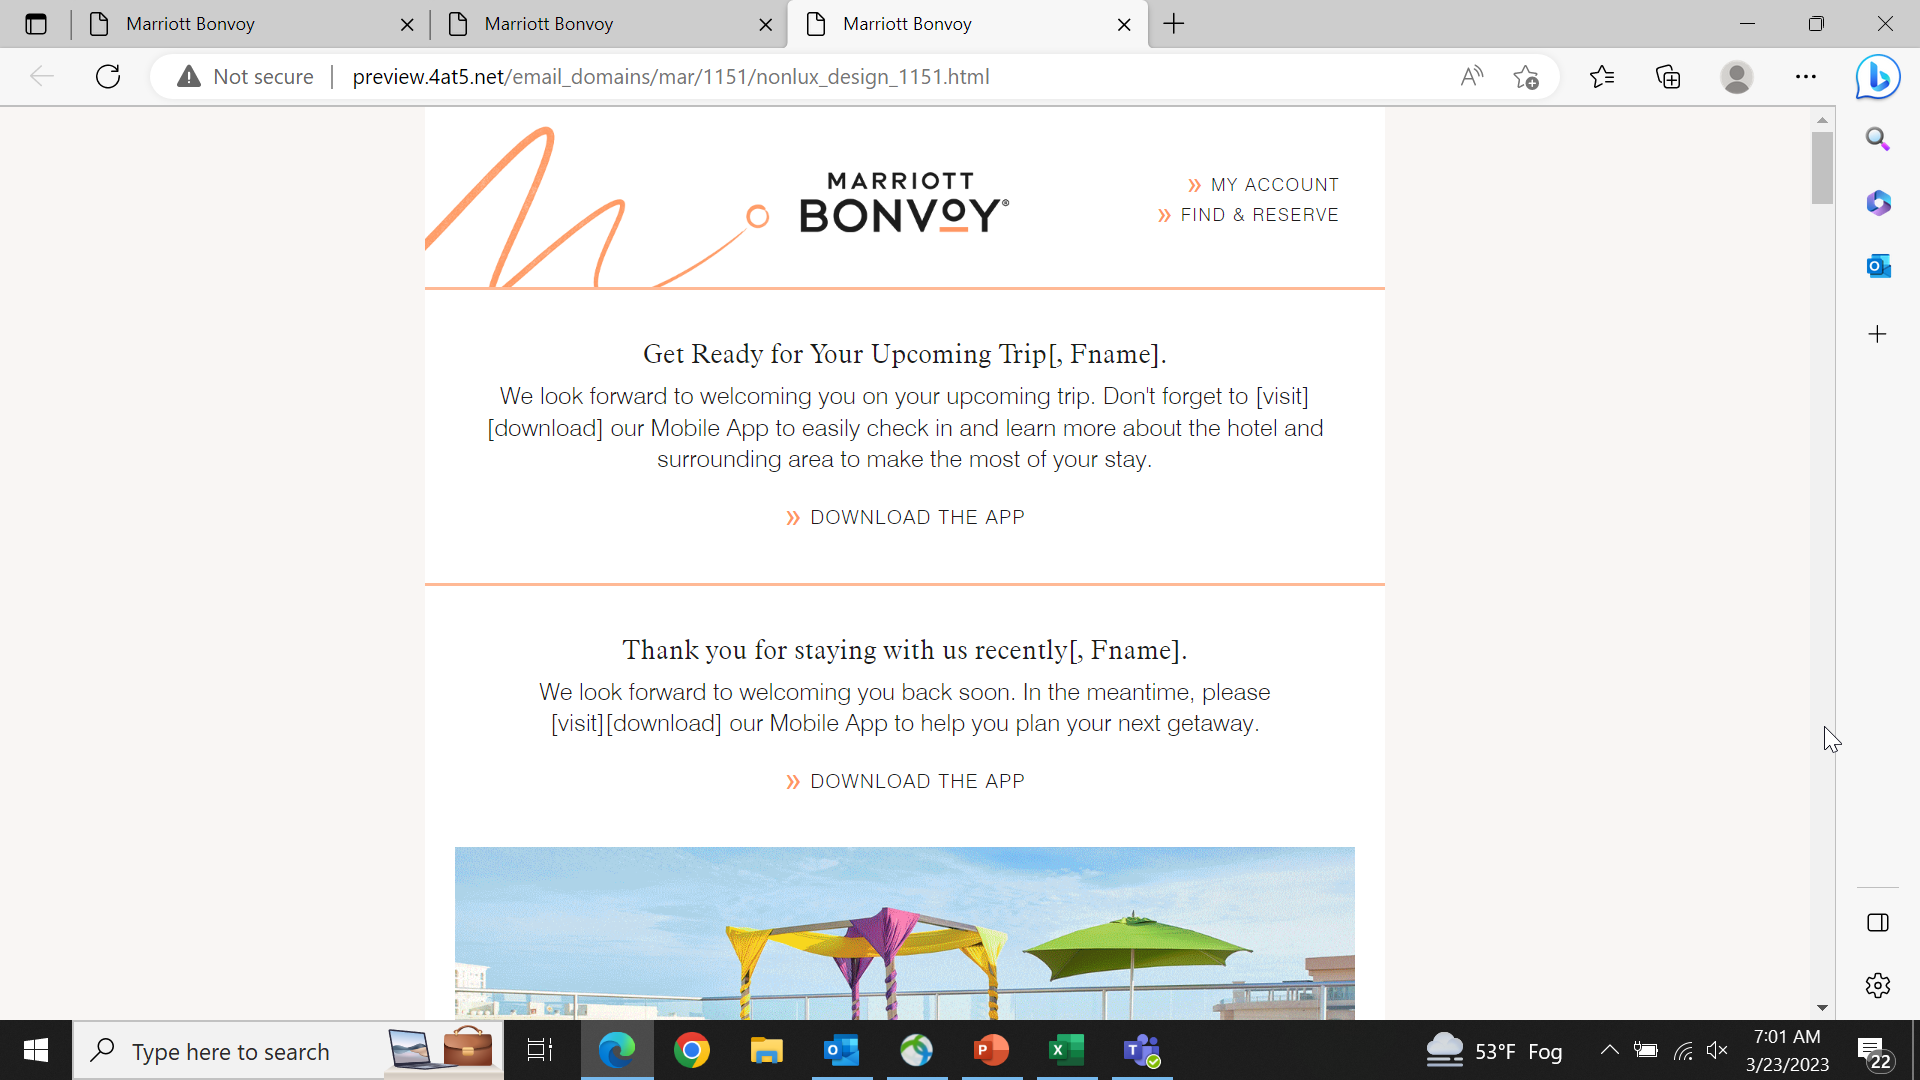 Marriott Bonvoy
Marriott Bonvoy
Marriott Bonvoy
Not secure
preview.4at5.net/email_domains/mar/1151/nonlux_design_1151.html
MARRIOTT
BONVOY®
» MY ACCOUNT
» FIND & RESERVE
Get Ready for Your Upcoming Trip[, Fname].
We look forward to welcoming you on your upcoming trip. Don't forget to [visit]
[download] our Mobile App to easily check in and learn more about the hotel and
surrounding area to make the most of your stay.
» DOWNLOAD THE APP
Thank you for staying with us recently[, Fname].
We look forward to welcoming you back soon. In the meantime, please
[visit][download] our Mobile App to help you plan your next getaway.
» DOWNLOAD THE APP
Type here to search
53°F Fog
7:01 AM
3/23/2023
22